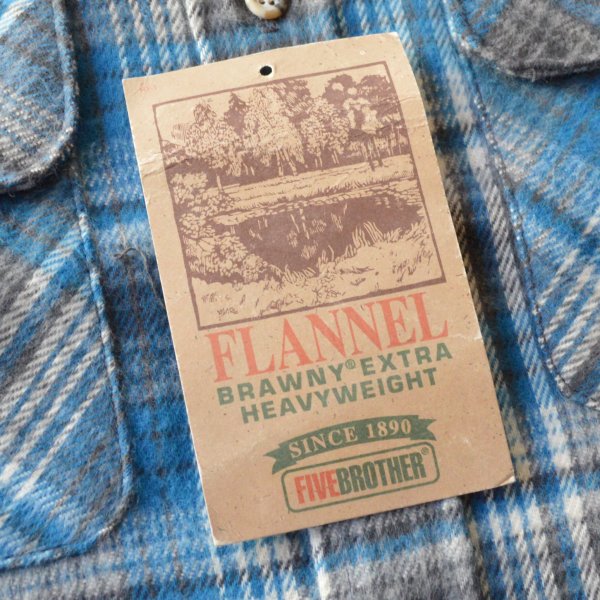 FLANNEL
BRAWNY® EXTRA
HEAVYWEIGHT
SINCE 1890
FIVEBROTHER®